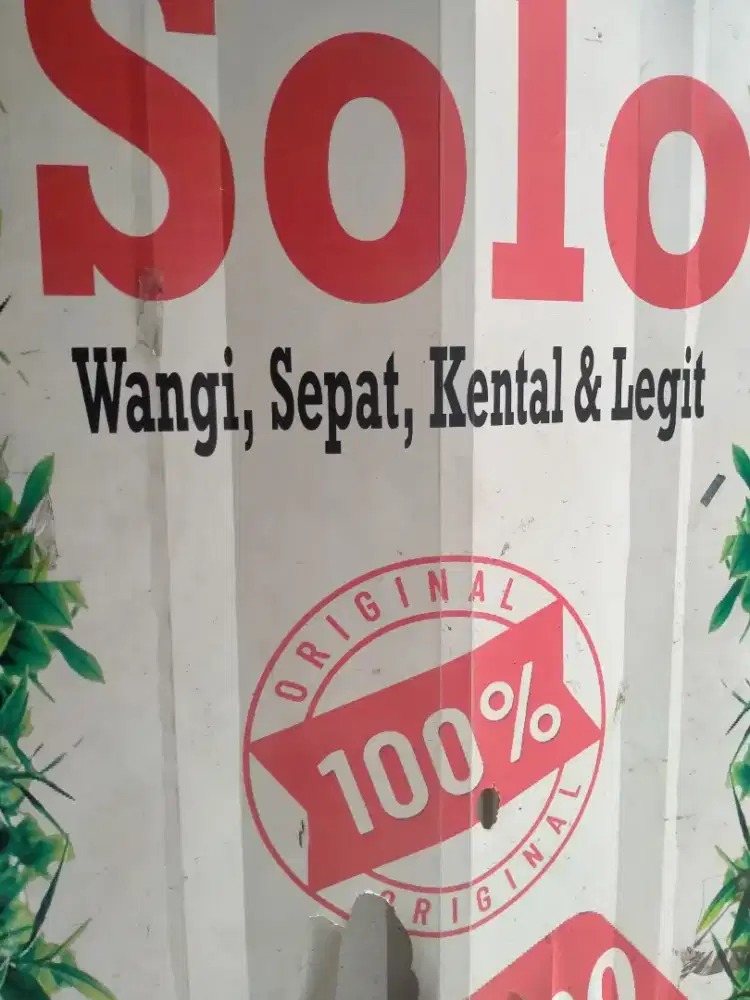 Solo
Wangi, Sepat, Kental & Legit
ORIGINAL
100%
ORIGINAL